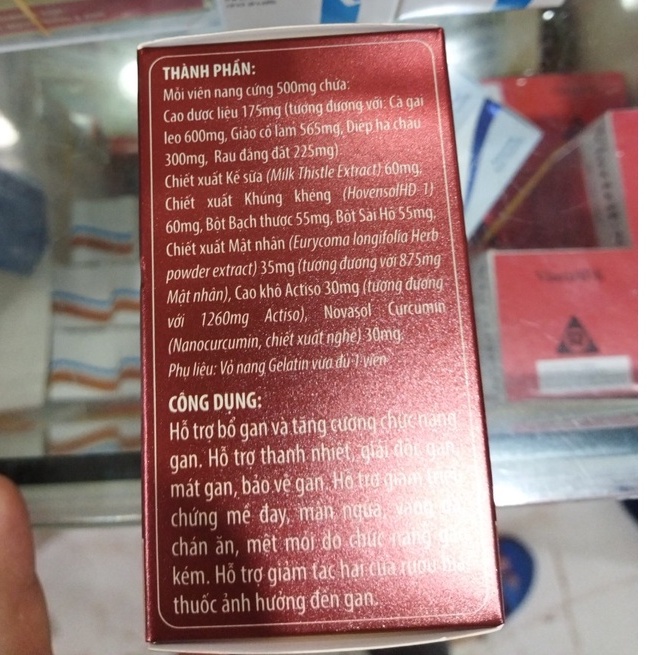 THÀNH PHẦN:
Mỗi viên nang cứng 500mg chứa:
Cao dược liệu 175mg (tương đương với: Cà gai
leo 600mg, Giảo cổ lam 565mg, Diệp hạ châu
300mg, Rau đắng đất 225mg)
Chiết xuất Kế sữa (Milk Thistle Extract) 60mg,
Chiết xuất Khúng khéng (HovensolHD-1)
60mg, Bột Bạch thược 55mg, Bột Sài Hồ 55mg,
Chiết xuất Mật nhân (Eurycoma longifolia Herb
powder extract) 35mg (tương đương với 875mg
Mật nhân), Cao khô Actiso 30mg (tương đương
với 1260mg Actiso), Novasol Curcumin
(Nanocurcumin, chiết xuất nghệ) 30mg.
Phụ liệu: Vỏ nang Gelatin vừa đủ 1 viên
CÔNG DỤNG:
Hỗ trợ bổ gan và tăng cường chức năng
gan. Hỗ trợ thanh nhiệt, giải độc gan,
mát gan, bảo vệ gan. Hỗ trợ giảm triệu
chứng mề đay, mẩn ngứa, vàng da,
chán ăn, mệt mỏi do chức năng gan
kém. Hỗ trợ giảm tác hại của rượu bia,
thuốc ảnh hưởng đến gan.